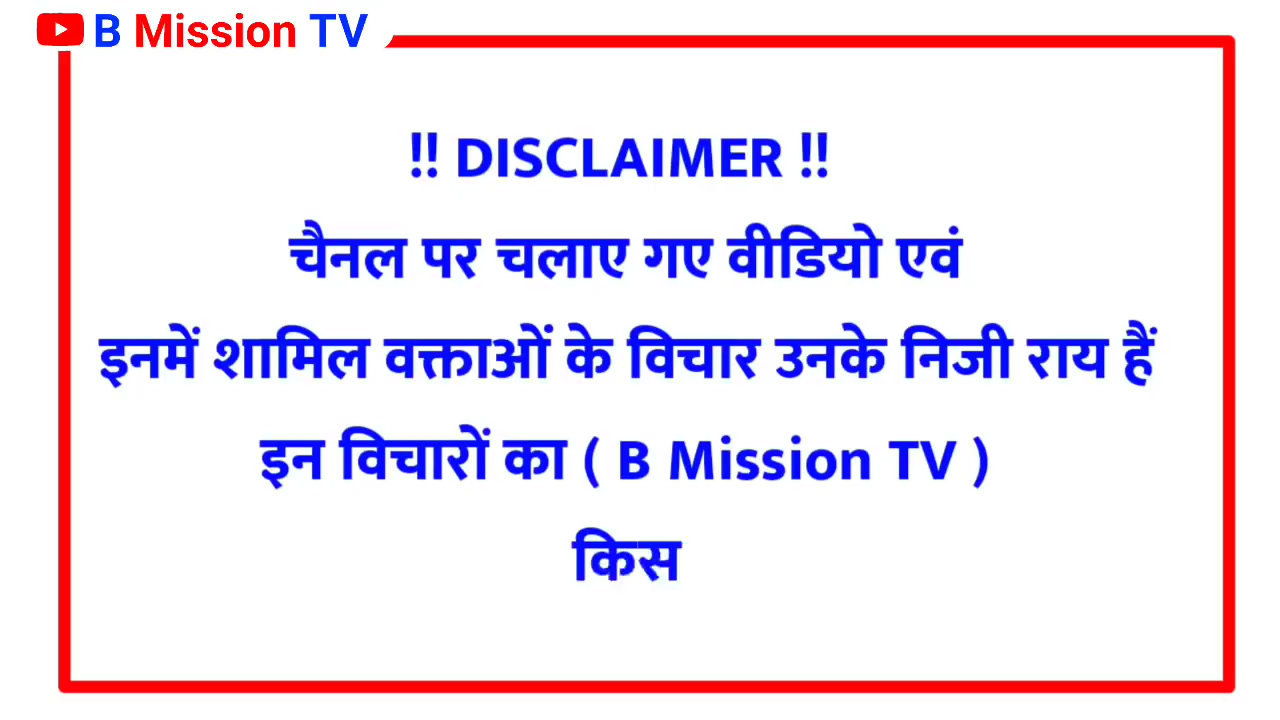 B Mission TV
!! DISCLAIMER !!
चैनल पर चलाए गए वीडियो एवं
इनमें शामिल वक्ताओं के विचार उनके निजी राय हैं
इन विचारों का ( B Mission TV )
किस